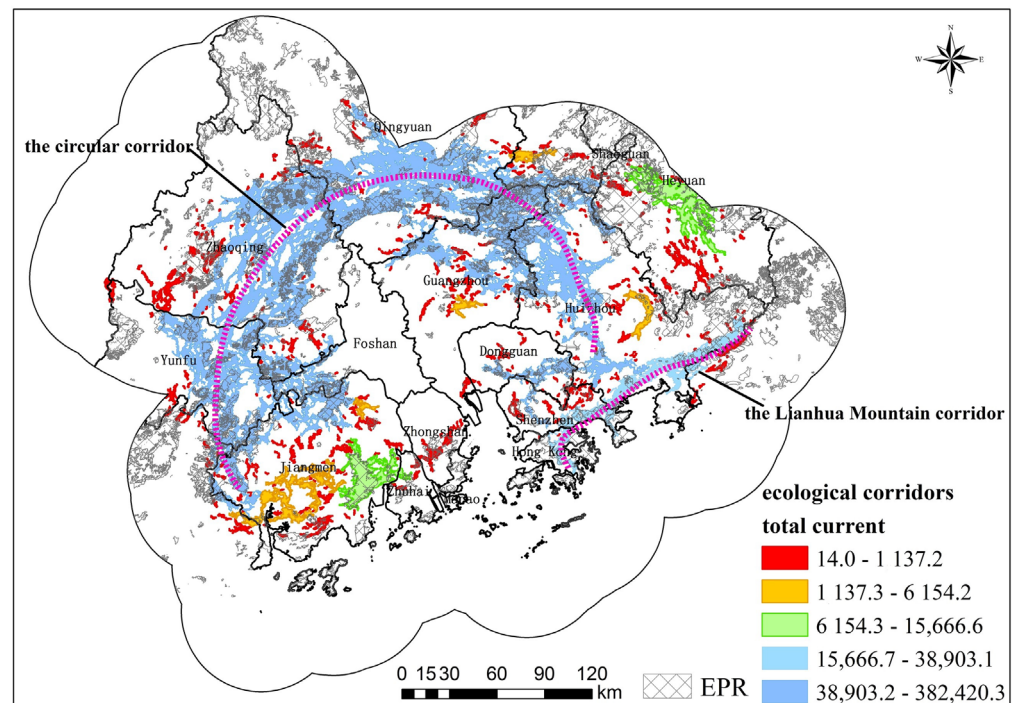 N
W E
S
Qingyuan
the circular corridor
Shaoguan
Heyuan
Zhaoqing
Guangzhou
Huizhou
Foshan
Dongguan
Yunfu
the Lianhua Mountain corridor
Shenzhen
Zhongshan
Hong Kong
Jiangmen
Zhuhai
ecological corridors
total current
14.0 - 1 137.2
1 137.3 - 6 154.2
6 154.3 - 15,666.6
15,666.7 - 38,903.1
38,903.2 - 382,420.3
0 15 30 60 90 120
km
EPR